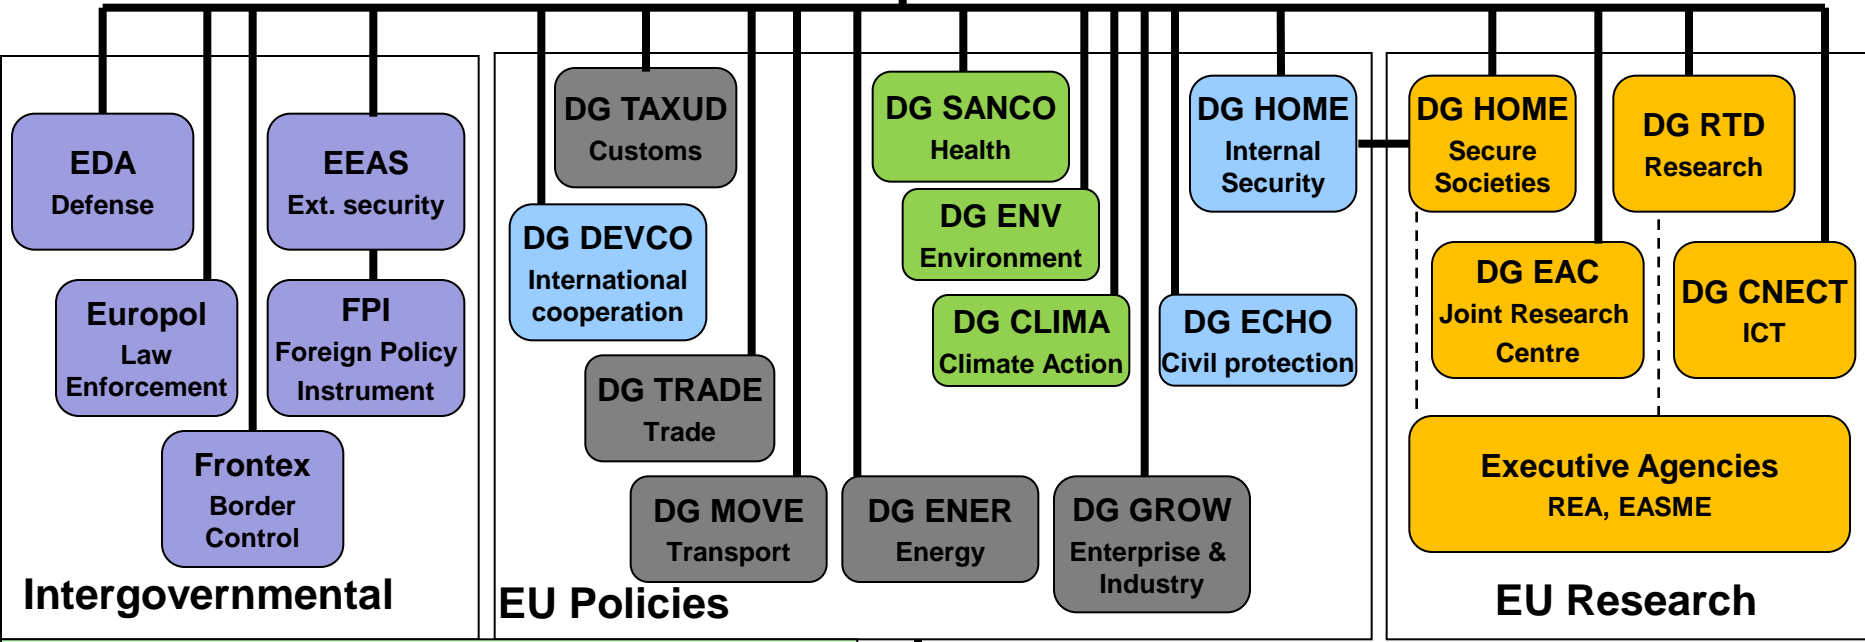 EDA
Defense
EEAS
Ext. security
Europol
Law
Enforcement
FPI
Foreign Policy
Instrument
Frontex
Border
Control
Intergovernmental
DG TAXUD
Customs
DG DEVCO
International
cooperation
DG TRADE
Trade
DG MOVE
Transport
DG SANCO
Health
DG ENV
Environment
DG CLIMA
Climate Action
DG ENER
Energy
DG GROW
Enterprise &
Industry
DG HOME
Internal
Security
DG ECHO
Civil protection
EU Policies
DG HOME
Secure
Societies
DG RTD
Research
DG EAC
Joint Research
Centre
DG CNECT
ICT
Executive Agencies
REA, EASME
EU Research